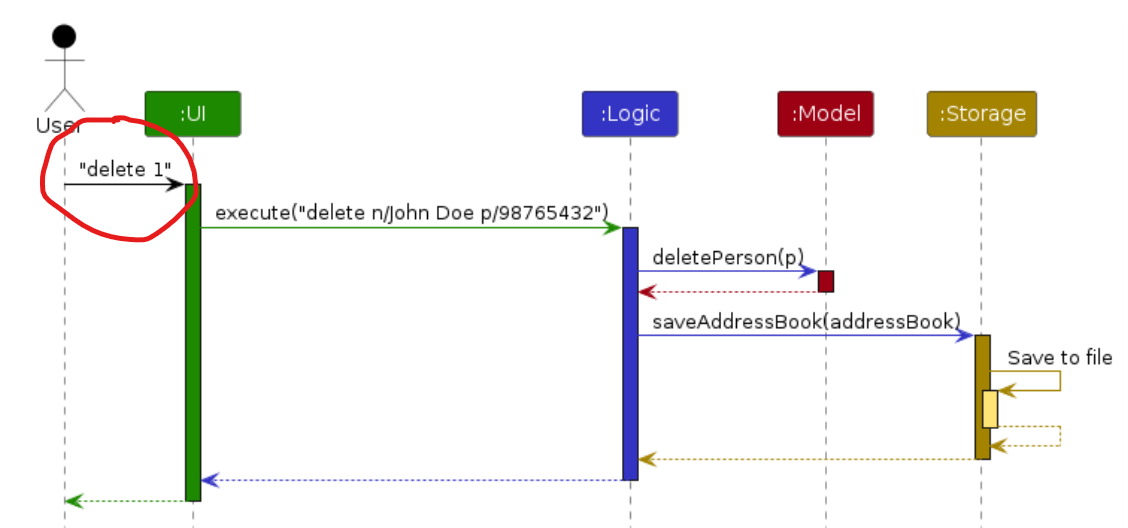 User
:UI
:Logic
:Model
:Storage
"delete 1"
execute("delete n/John Doe p/98765432")
deletePerson(p)
saveAddressBook(addressBook)
Save to file